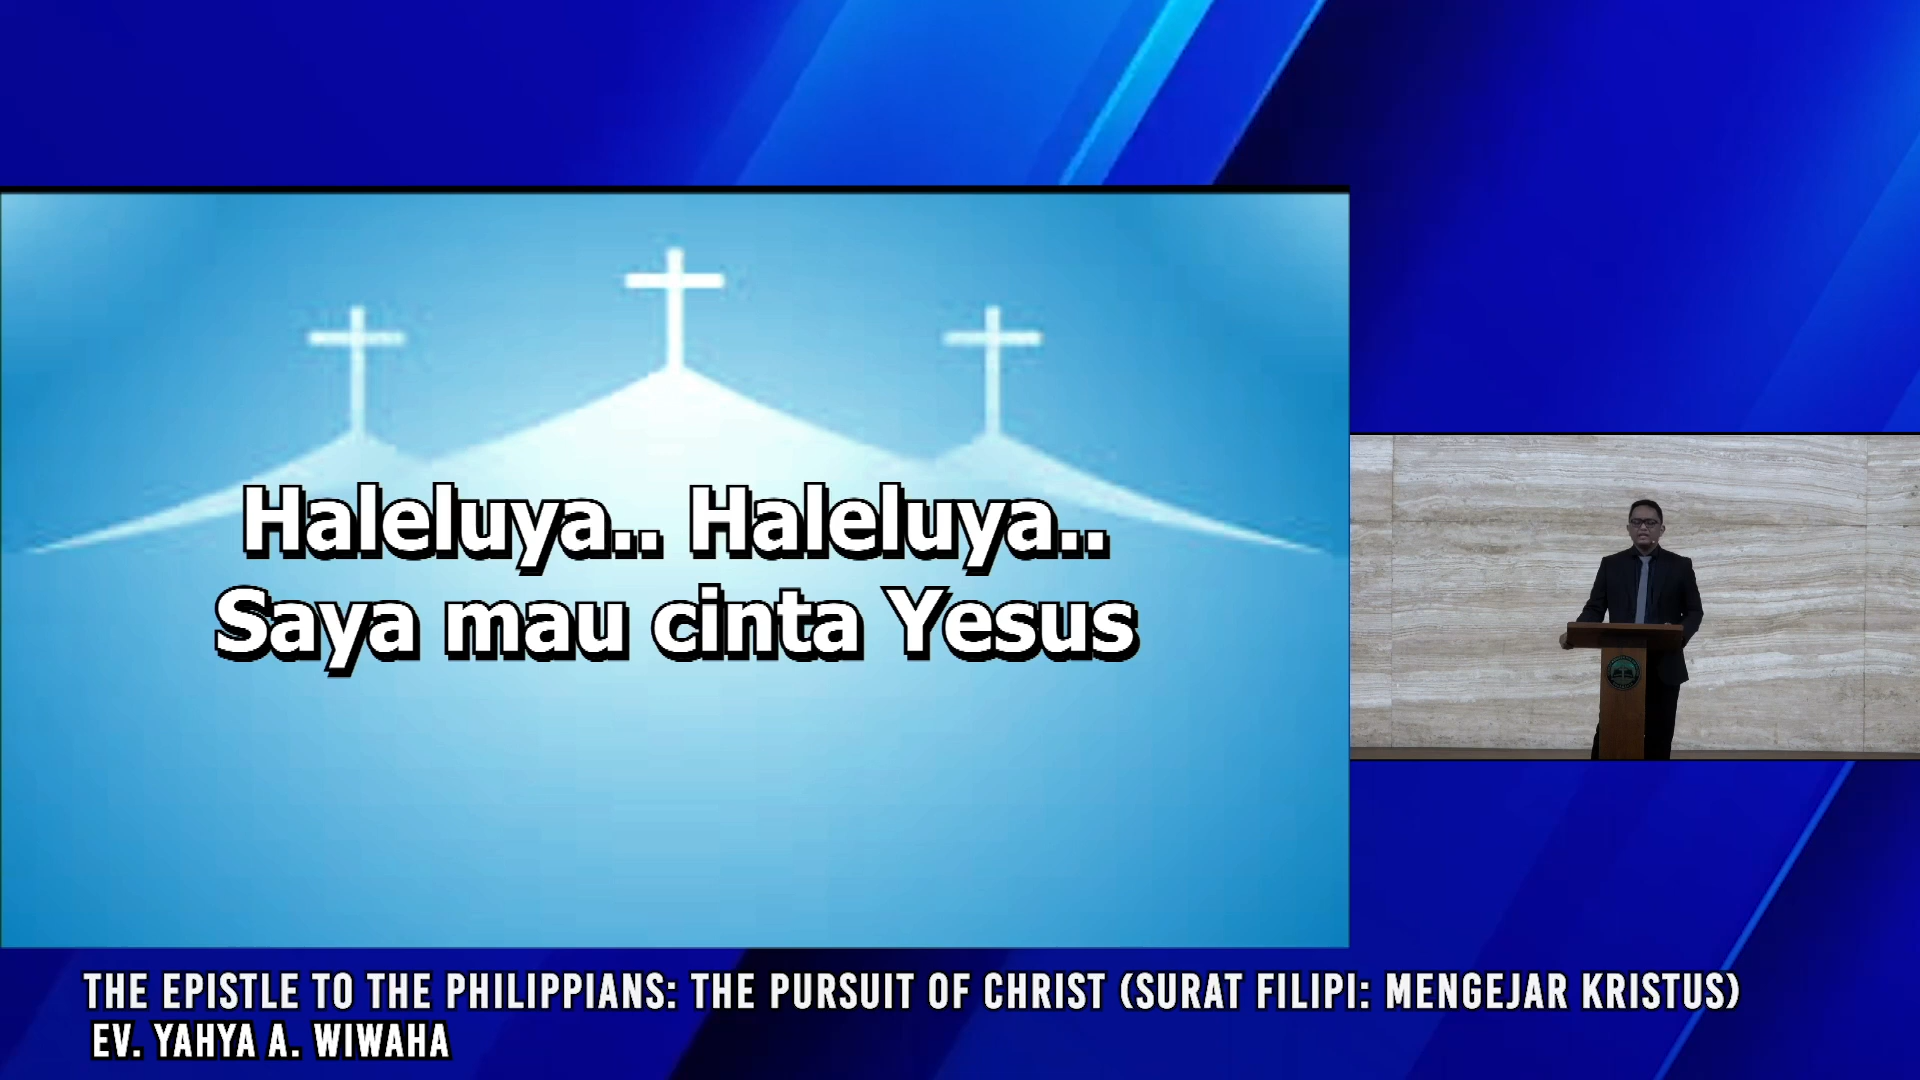 Haleluya.. Haleluya..
Saya mau cinta Yesus
THE EPISTLE TO THE PHILIPPIANS: THE PURSUIT OF CHRIST (SURAT FILIPI: MENGEJAR KRISTUS)
EV. YAHYA A. WIWAHA